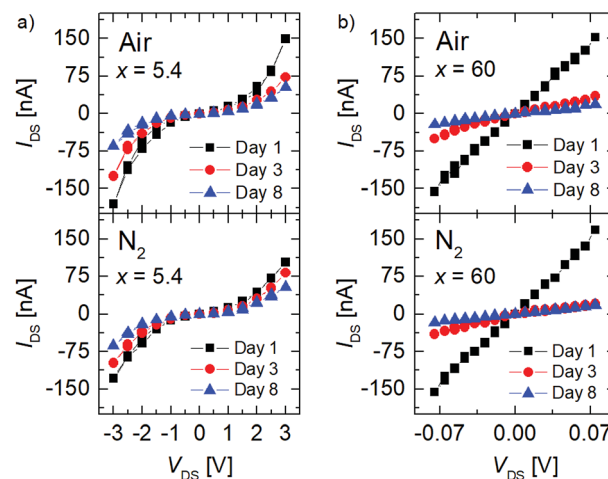 a)
Air
x = 5.4
150
75
0
-75
-150
I_DS [nA]
Day 1
Day 3
Day 8
N₂
x = 5.4
150
75
0
-75
-150
I_DS [nA]
Day 1
Day 3
Day 8
-3 -2 -1 0 1 2 3
V_DS [V]
b)
Air
x = 60
150
75
0
-75
-150
I_DS [nA]
Day 1
Day 3
Day 8
N₂
x = 60
150
75
0
-75
-150
I_DS [nA]
Day 1
Day 3
Day 8
-0.07 0.00 0.07
V_DS [V]